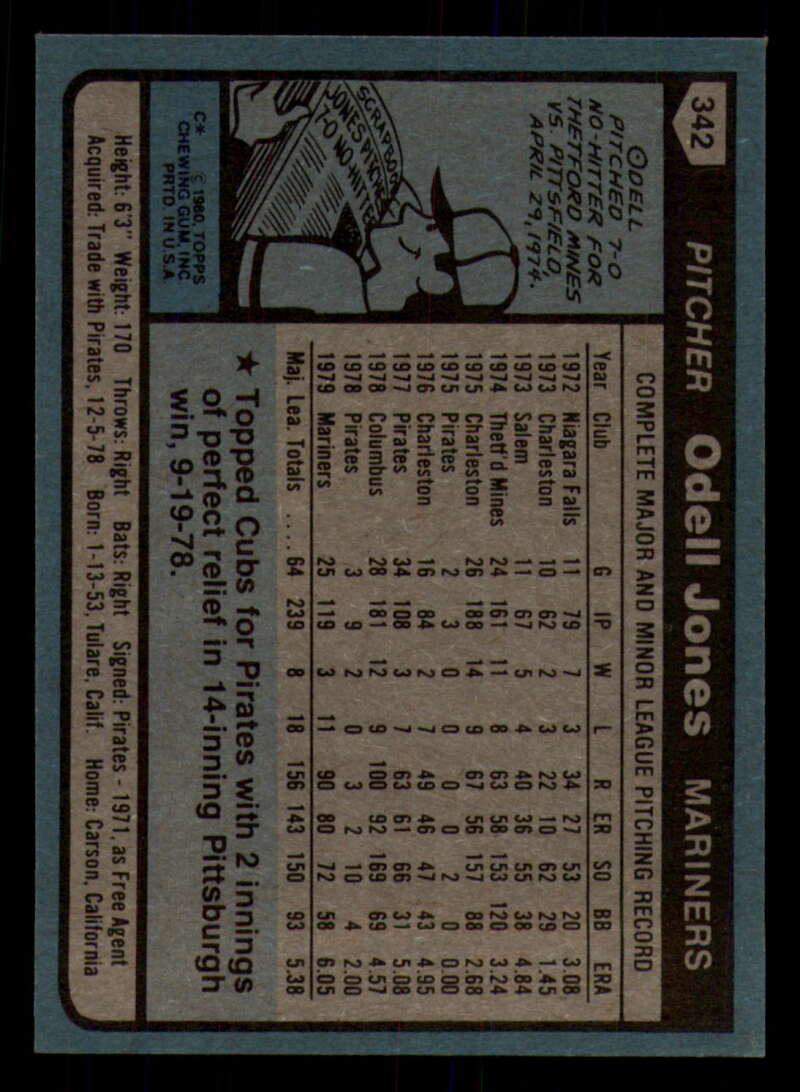 342
PITCHER Odell Jones MARINERS
ODELL
PITCHED 7-0
NO-HITTER FOR
THETFORD MINES
VS. PITTSFIELD,
APRIL 29, 1974.
SCRAPBOOK
JONES PITCHES
1-0 NO HITTER
C* © 1980 TOPPS
CHEWING GUM, INC
PRTD. IN U.S.A
COMPLETE MAJOR AND MINOR LEAGUE PITCHING RECORD
Year Club G IP W L R ER SO BB ERA
1972 Niagara Falls 11 79 7 3 34 27 53 20 3.08
1973 Charleston 10 62 2 3 22 10 62 29 1.45
1973 Salem 11 67 5 4 40 36 55 38 4.84
1974 Thetf'd Mines 24 161 11 8 63 58 153 120 3.24
1975 Charleston 26 188 14 9 67 56 157 88 2.68
1975 Pirates 2 3 0 0 0 0 2 0 0.00
1976 Charleston 16 84 2 7 49 46 47 43 4.95
1977 Pirates 34 108 3 7 63 61 66 31 5.08
1978 Columbus 28 181 12 9 100 92 169 69 4.57
1978 Pirates 3 9 2 0 3 2 10 4 2.00
1979 Mariners 25 119 3 11 90 80 72 58 6.05
Maj. Lea. Totals .... 64 239 8 18 156 143 150 93 5.38
★ Topped Cubs for Pirates with 2 innings
of perfect relief in 14-inning Pittsburgh
win, 9-19-78.
Height: 6'3" Weight: 170 Throws: Right Bats: Right Signed: Pirates - 1971, as Free Agent
Acquired: Trade with Pirates, 12-5-78 Born: 1-13-53, Tulare, Calif. Home: Carson, California